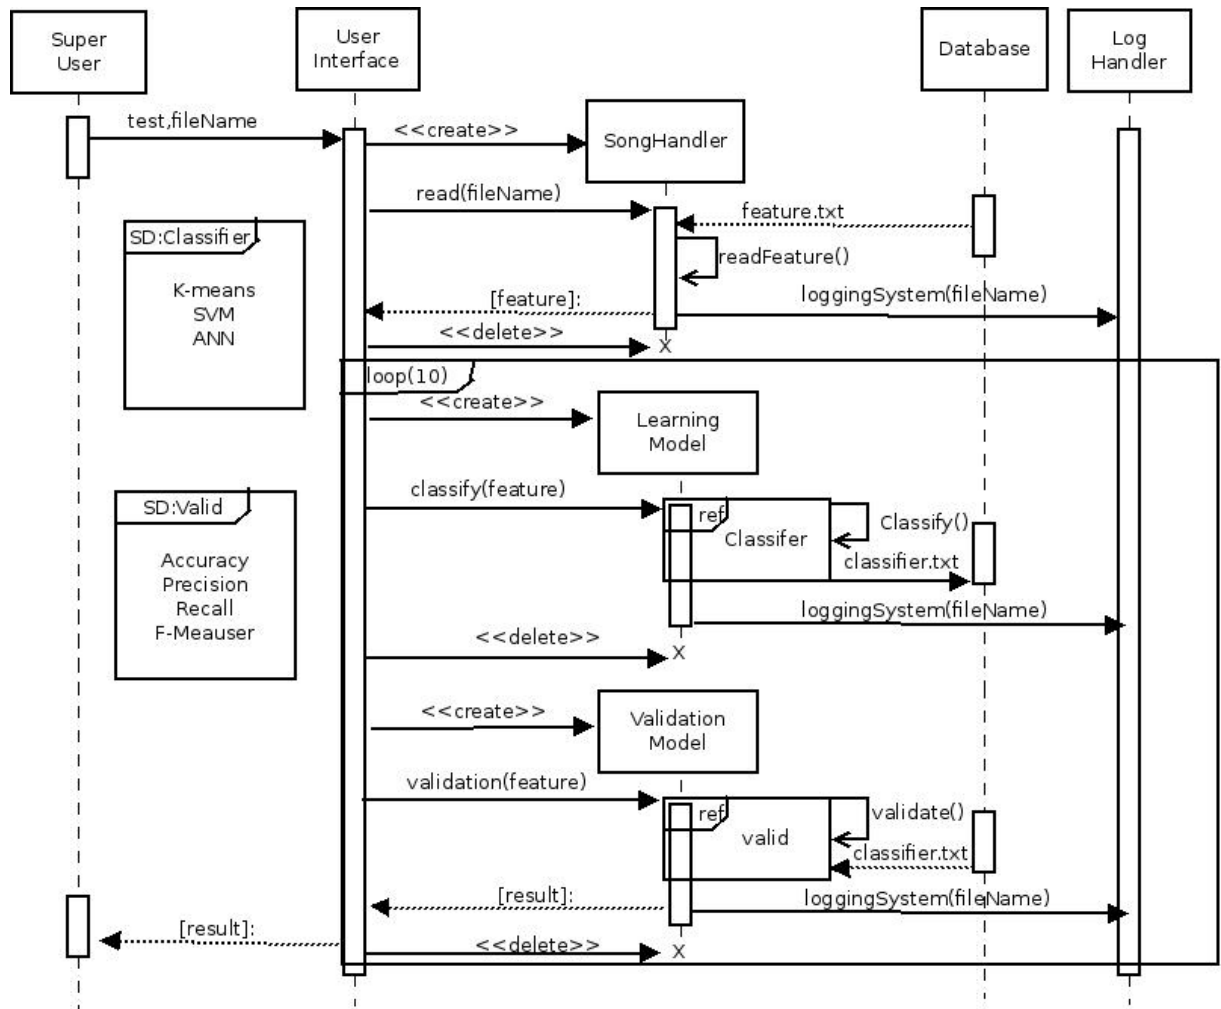 Super
User
User
Interface
Database
Log
Handler
test,fileName
<<create>>
SongHandler
read(fileName)
feature.txt
SD:Classifier
readFeature()
K-means
SVM
ANN
[feature]:
loggingSystem(fileName)
<<delete>>
X
loop(10)
<<create>>
Learning
Model
classify(feature)
ref
Classifer
Classify()
classifier.txt
SD:Valid
Accuracy
Precision
Recall
F-Meauser
loggingSystem(fileName)
<<delete>>
X
<<create>>
Validation
Model
validation(feature)
ref
valid
validate()
classifier.txt
[result]:
loggingSystem(fileName)
[result]:
<<delete>>
X